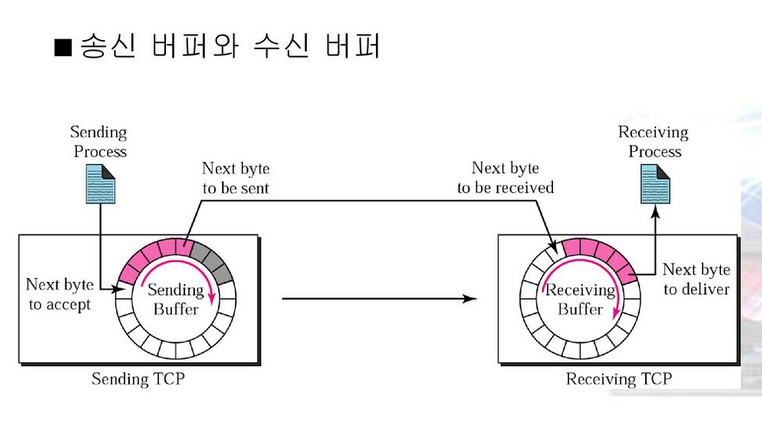 ■ 송신 버퍼와 수신 버퍼
Sending
Process
Receiving
Process
Next byte
to be sent
Next byte
to be received
Next byte
to accept
Sending
Buffer
Receiving
Buffer
Next byte
to deliver
Sending TCP
Receiving TCP